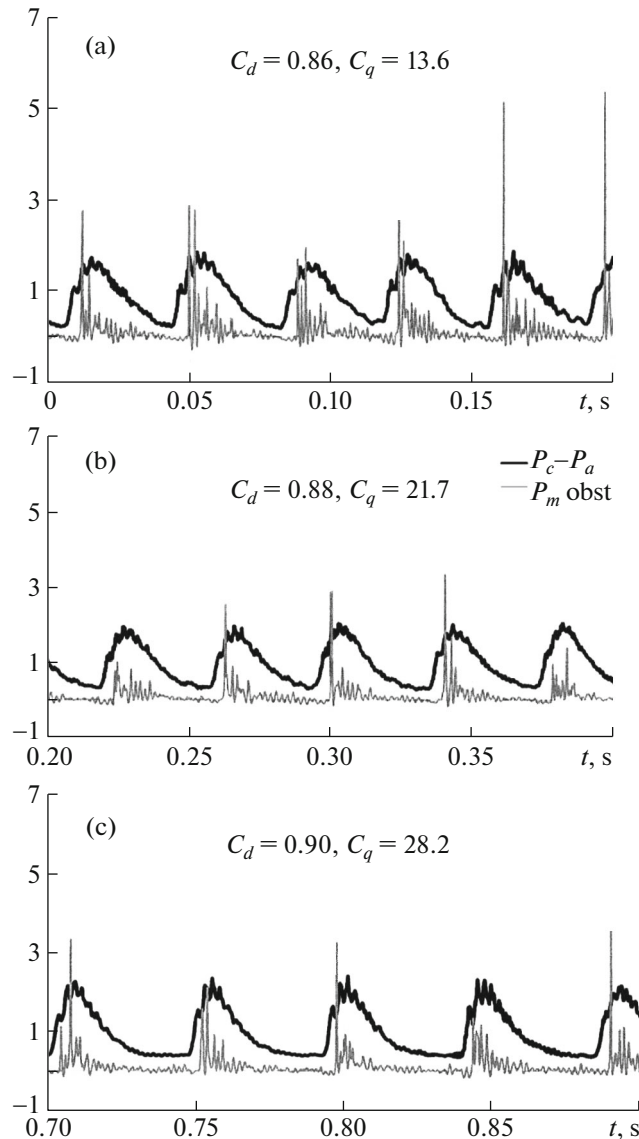 7
(a)
C_d = 0.86, C_q = 13.6
5
3
1
–1
0 0.05 0.10 0.15 t, s
7
(b)
P_c–P_a
C_d = 0.88, C_q = 21.7
P_m obst
5
3
1
–1
0.20 0.25 0.30 0.35 t, s
7
(c)
C_d = 0.90, C_q = 28.2
5
3
1
–1
0.70 0.75 0.80 0.85 t, s